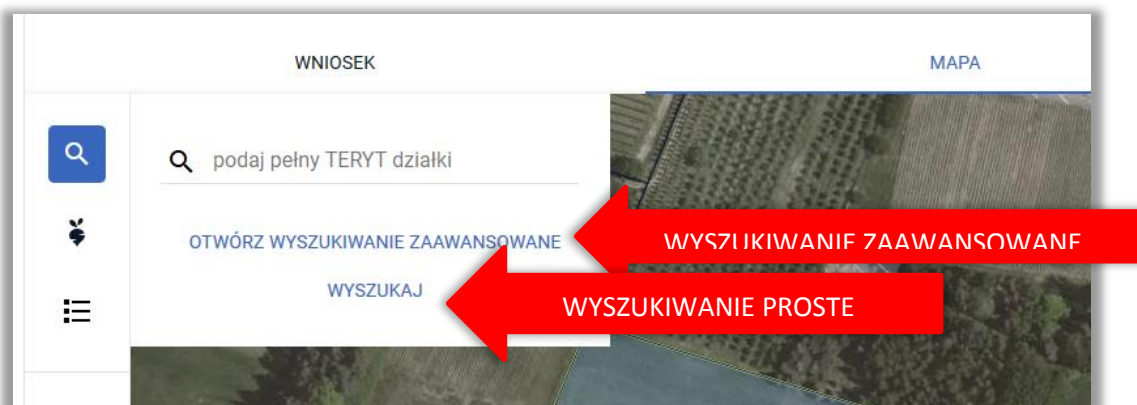 WNIOSEK MAPA
podaj pełny TERYT działki
OTWÓRZ WYSZUKIWANIE ZAAWANSOWANE WYSZUKIWANIE ZAAWANSOWANE
WYSZUKAJ WYSZUKIWANIE PROSTE